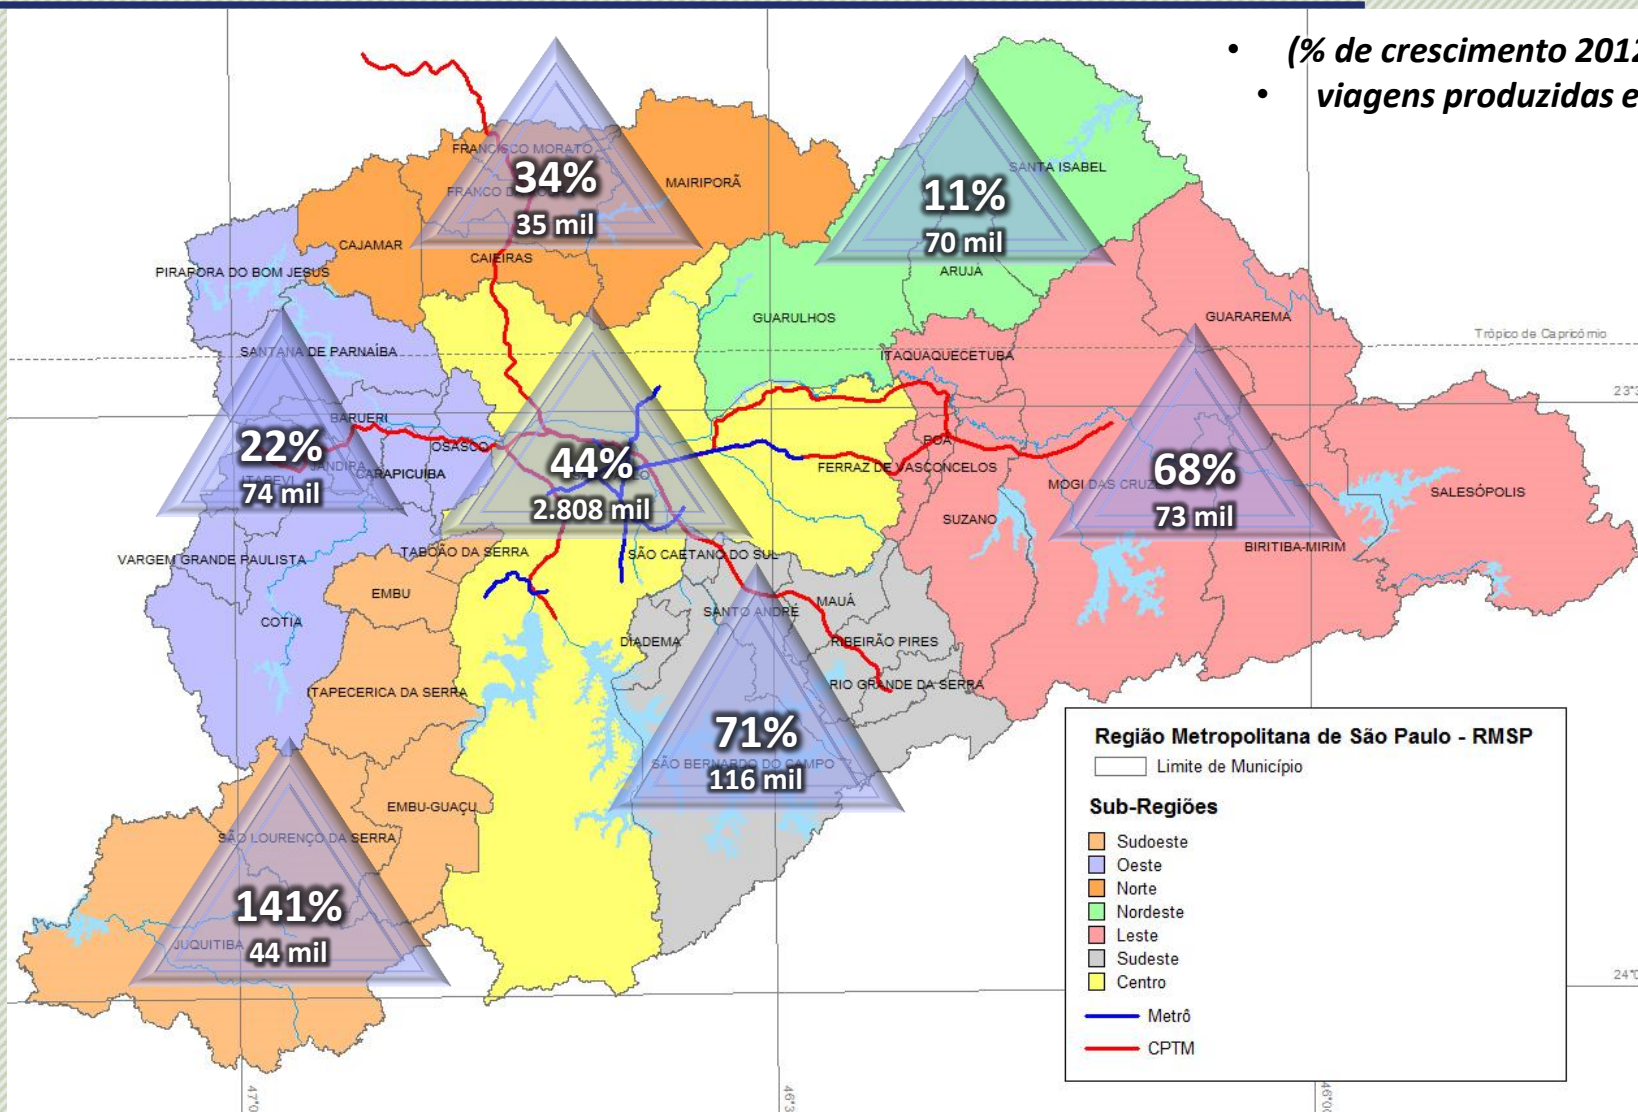 • (% de crescimento 2012
• viagens produzidas e
FRANCISCO MORATO
34%
35 mil
MAIRIPORÃ
CAJAMAR
CAIEIRAS
11%
70 mil
SANTA ISABEL
ARUJÁ
GUARULHOS
PIRAPORA DO BOM JESUS
SANTANA DE PARNAÍBA
GUARAREMA
Trópico de Capricórnio
ITAQUAQUECETUBA
BARUERI
OSASCO
22%
74 mil
JANDIRA
ITAPEVI
CARAPICUÍBA
44%
2.808 mil
POÁ
FERRAZ DE VASCONCELOS
68%
73 mil
SUZANO
SALESÓPOLIS
BIRITIBA-MIRIM
VARGEM GRANDE PAULISTA
TABOÃO DA SERRA
SÃO CAETANO DO SUL
EMBU
COTIA
SANTO ANDRÉ
MAUÁ
DIADEMA
RIBEIRÃO PIRES
RIO GRANDE DA SERRA
ITAPECERICA DA SERRA
71%
SÃO BERNARDO DO CAMPO
116 mil
EMBU-GUAÇU
SÃO LOURENÇO DA SERRA
141%
44 mil
JUQUITIBA
Região Metropolitana de São Paulo - RMSP
Limite de Município
Sub-Regiões
Sudoeste
Oeste
Norte
Nordeste
Leste
Sudeste
Centro
Metrô
CPTM